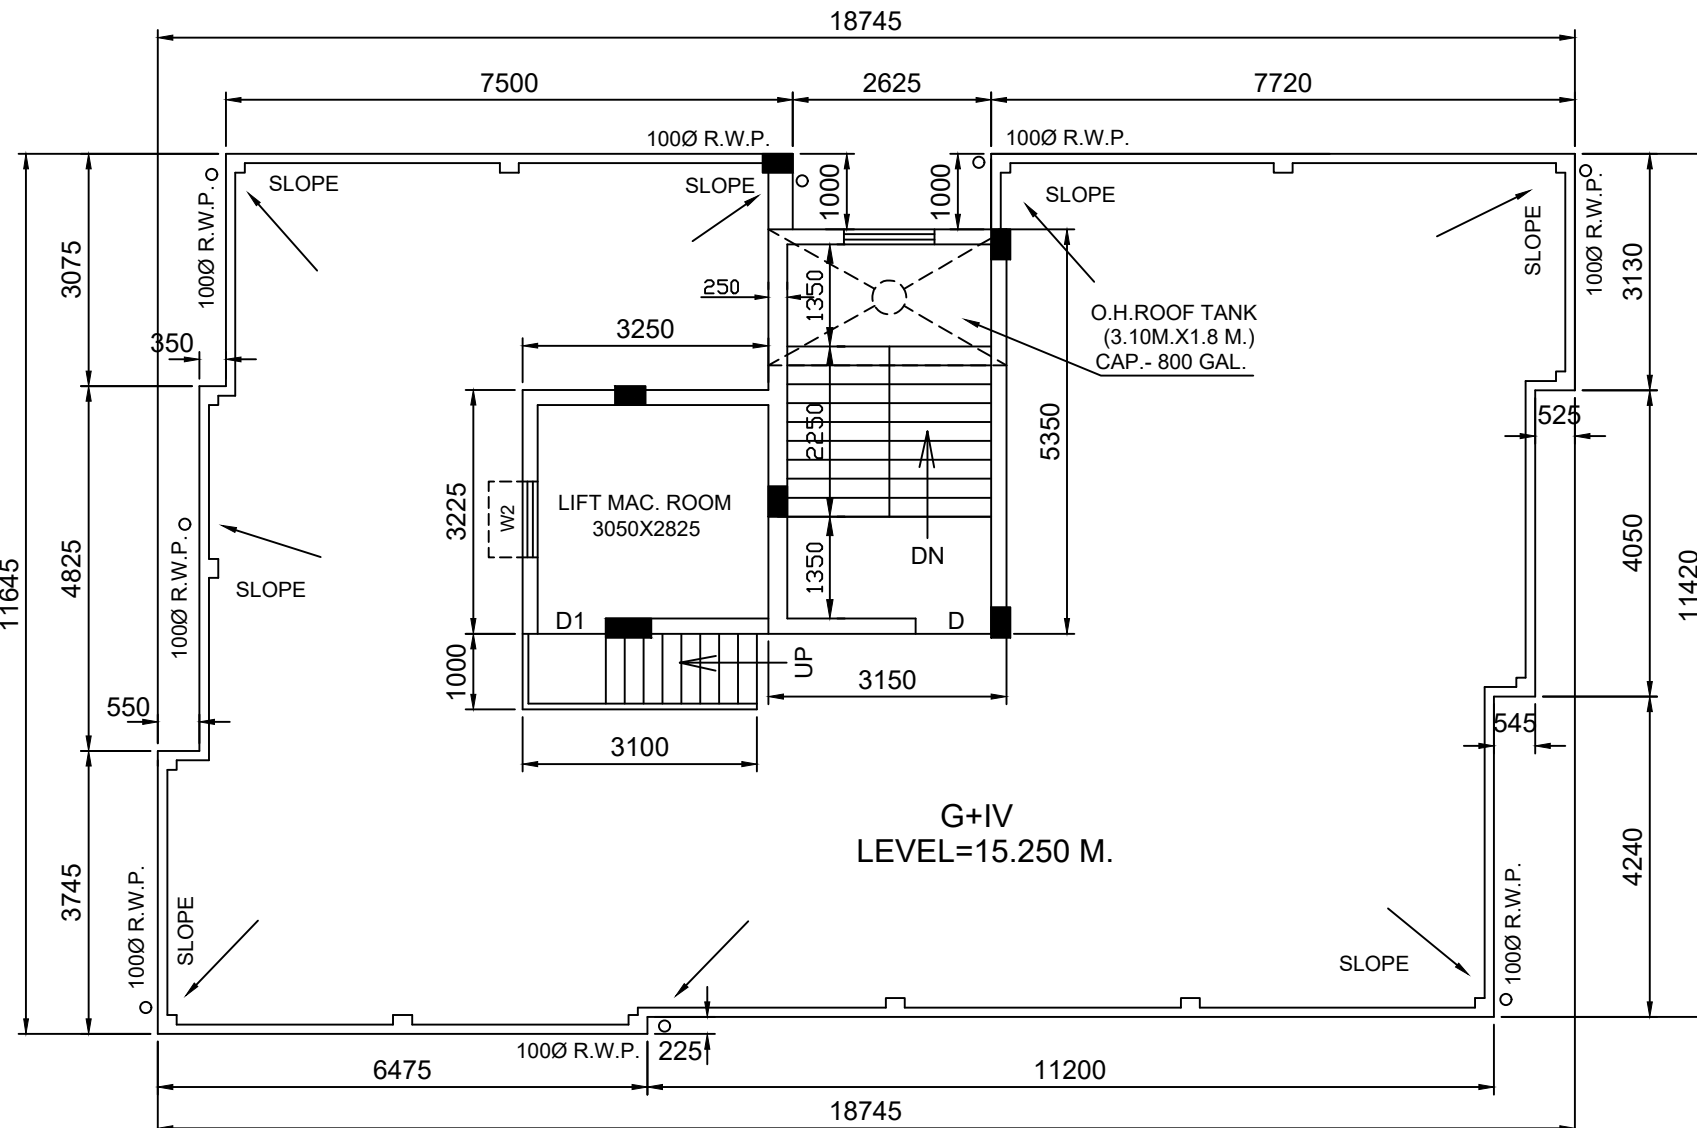 18745
7500
2625
7720
100Ø R.W.P.
100Ø R.W.P.
SLOPE
SLOPE
1000
1000
SLOPE
SLOPE
100Ø R.W.P.
100Ø R.W.P.
3075
3130
250
1350
O.H.ROOF TANK
(3.10M.X1.8 M.)
CAP.- 800 GAL.
350
3250
525
2250
5350
3225
W2
LIFT MAC. ROOM
3050X2825
4050
11645
4825
100Ø R.W.P.
SLOPE
1350
DN
11420
D1
D
1000
UP
3150
550
545
3100
G+IV
LEVEL=15.250 M.
3745
4240
100Ø R.W.P.
SLOPE
SLOPE
100Ø R.W.P.
100Ø R.W.P.
225
6475
11200
18745